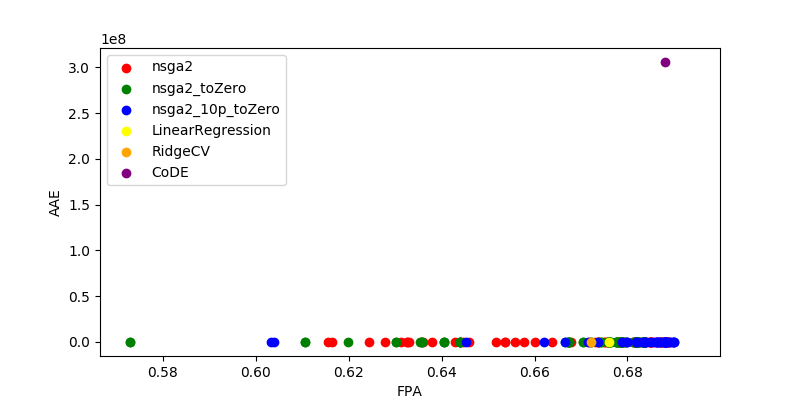 1e8
3.0
2.5
2.0
1.5
1.0
0.5
0.0
AAE
nsga2
nsga2_toZero
nsga2_10p_toZero
LinearRegression
RidgeCV
CoDE
0.58 0.60 0.62 0.64 0.66 0.68
FPA